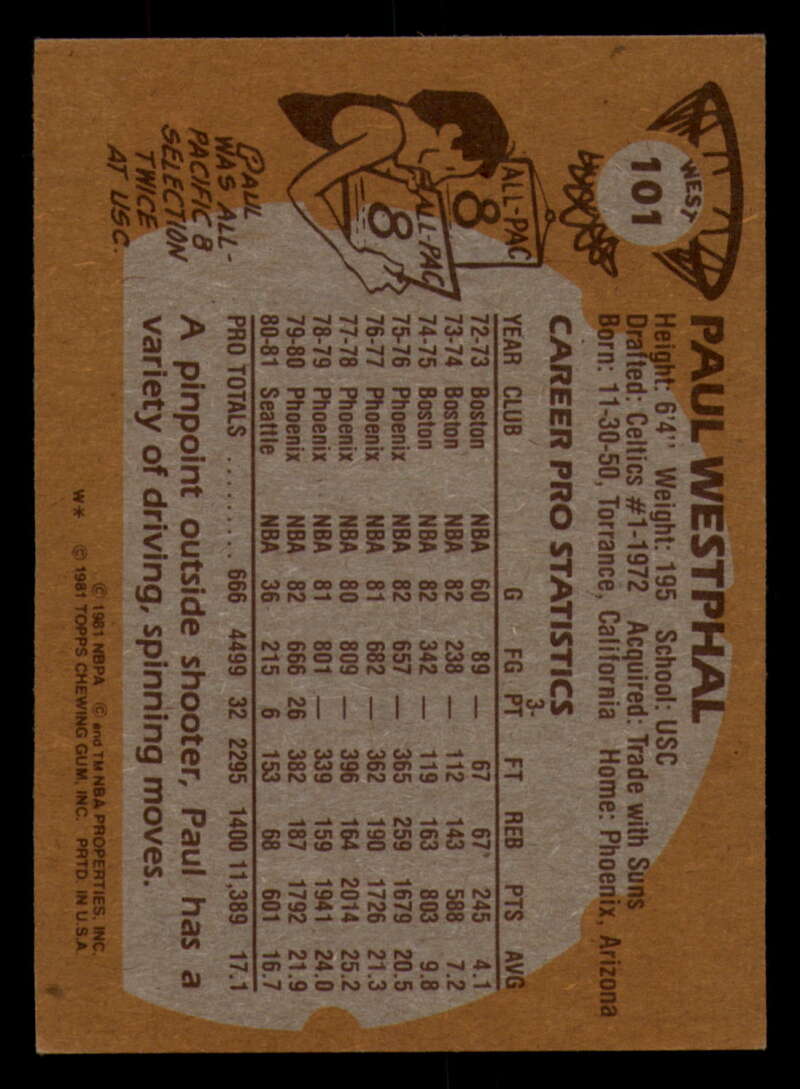 WEST
101
PAUL WESTPHAL
Height: 6'4" Weight: 195 School: USC
Drafted: Celtics #1-1972 Acquired: Trade with Suns
Born: 11-30-50, Torrance, California Home: Phoenix, Arizona
ALL-PAC
8
ALL-PAC
8
PAUL
WAS ALL-
PACIFIC 8
SELECTION
TWICE
AT USC.
CAREER PRO STATISTICS
YEAR CLUB G FG 3-PT FT REB PTS AVG
72-73 Boston NBA 60 89 — 67 67 245 4.1
73-74 Boston NBA 82 238 — 112 143 588 7.2
74-75 Boston NBA 82 342 — 119 163 803 9.8
75-76 Phoenix NBA 82 657 — 365 259 1679 20.5
76-77 Phoenix NBA 81 682 — 362 190 1726 21.3
77-78 Phoenix NBA 80 809 — 396 164 2014 25.2
78-79 Phoenix NBA 81 801 — 339 159 1941 24.0
79-80 Phoenix NBA 82 666 26 382 187 1792 21.9
80-81 Seattle NBA 36 215 6 153 68 601 16.7
PRO TOTALS .......... 666 4499 32 2295 1400 11,389 17.1
A pinpoint outside shooter, Paul has a
variety of driving, spinning moves.
© 1981 NBPA © and TM NBA PROPERTIES, INC.
W* © 1981 TOPPS CHEWING GUM, INC. PRTD. IN U.S.A.